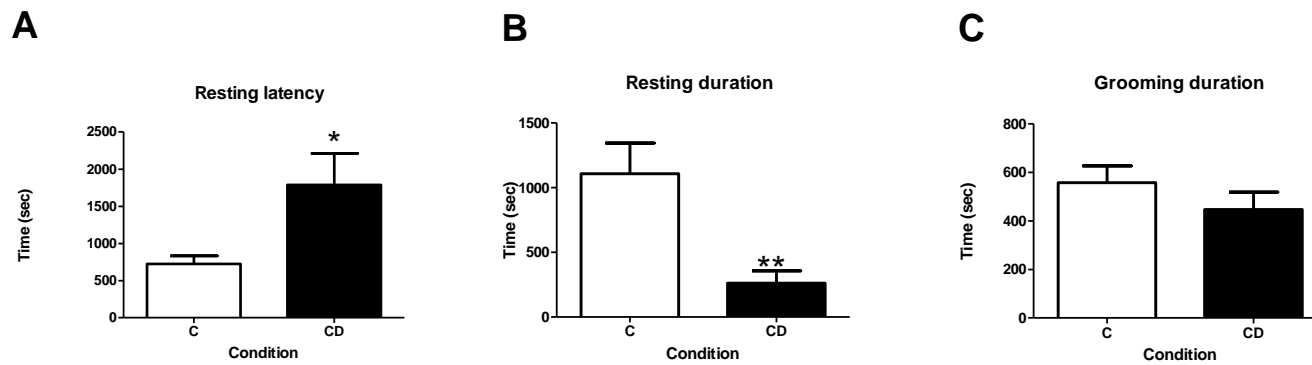 A
Resting latency
Time (sec)
2500
2000
1500
1000
500
0
*
C
CD
Condition
B
Resting duration
Time (sec)
1500
1000
500
0
**
C
CD
Condition
C
Grooming duration
Time (sec)
800
600
400
200
0
C
CD
Condition